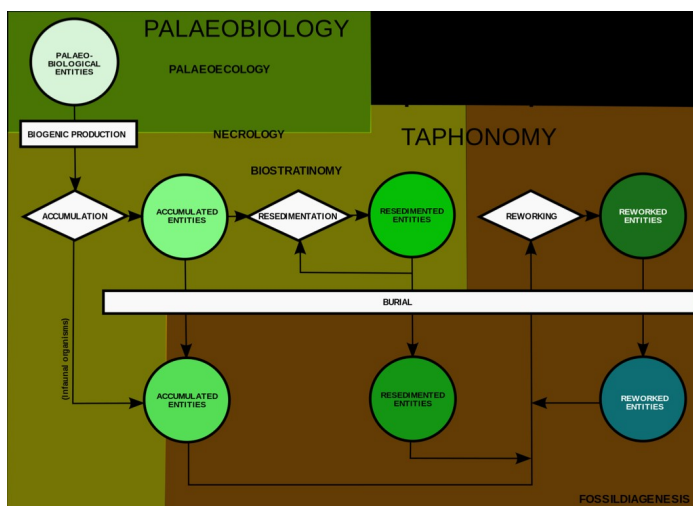 PALAEOBIOLOGY
PALAEO-
BIOLOGICAL
ENTITIES
PALAEOECOLOGY
BIOGENIC PRODUCTION
NECROLOGY
TAPHONOMY
BIOSTRATINOMY
ACCUMULATION
ACCUMULATED
ENTITIES
RESEDIMENTATION
RESEDIMENTED
ENTITIES
REWORKING
REWORKED
ENTITIES
BURIAL
(infaunal organisms)
ACCUMULATED
ENTITIES
RESEDIMENTED
ENTITIES
REWORKED
ENTITIES
FOSSILDIAGENESIS